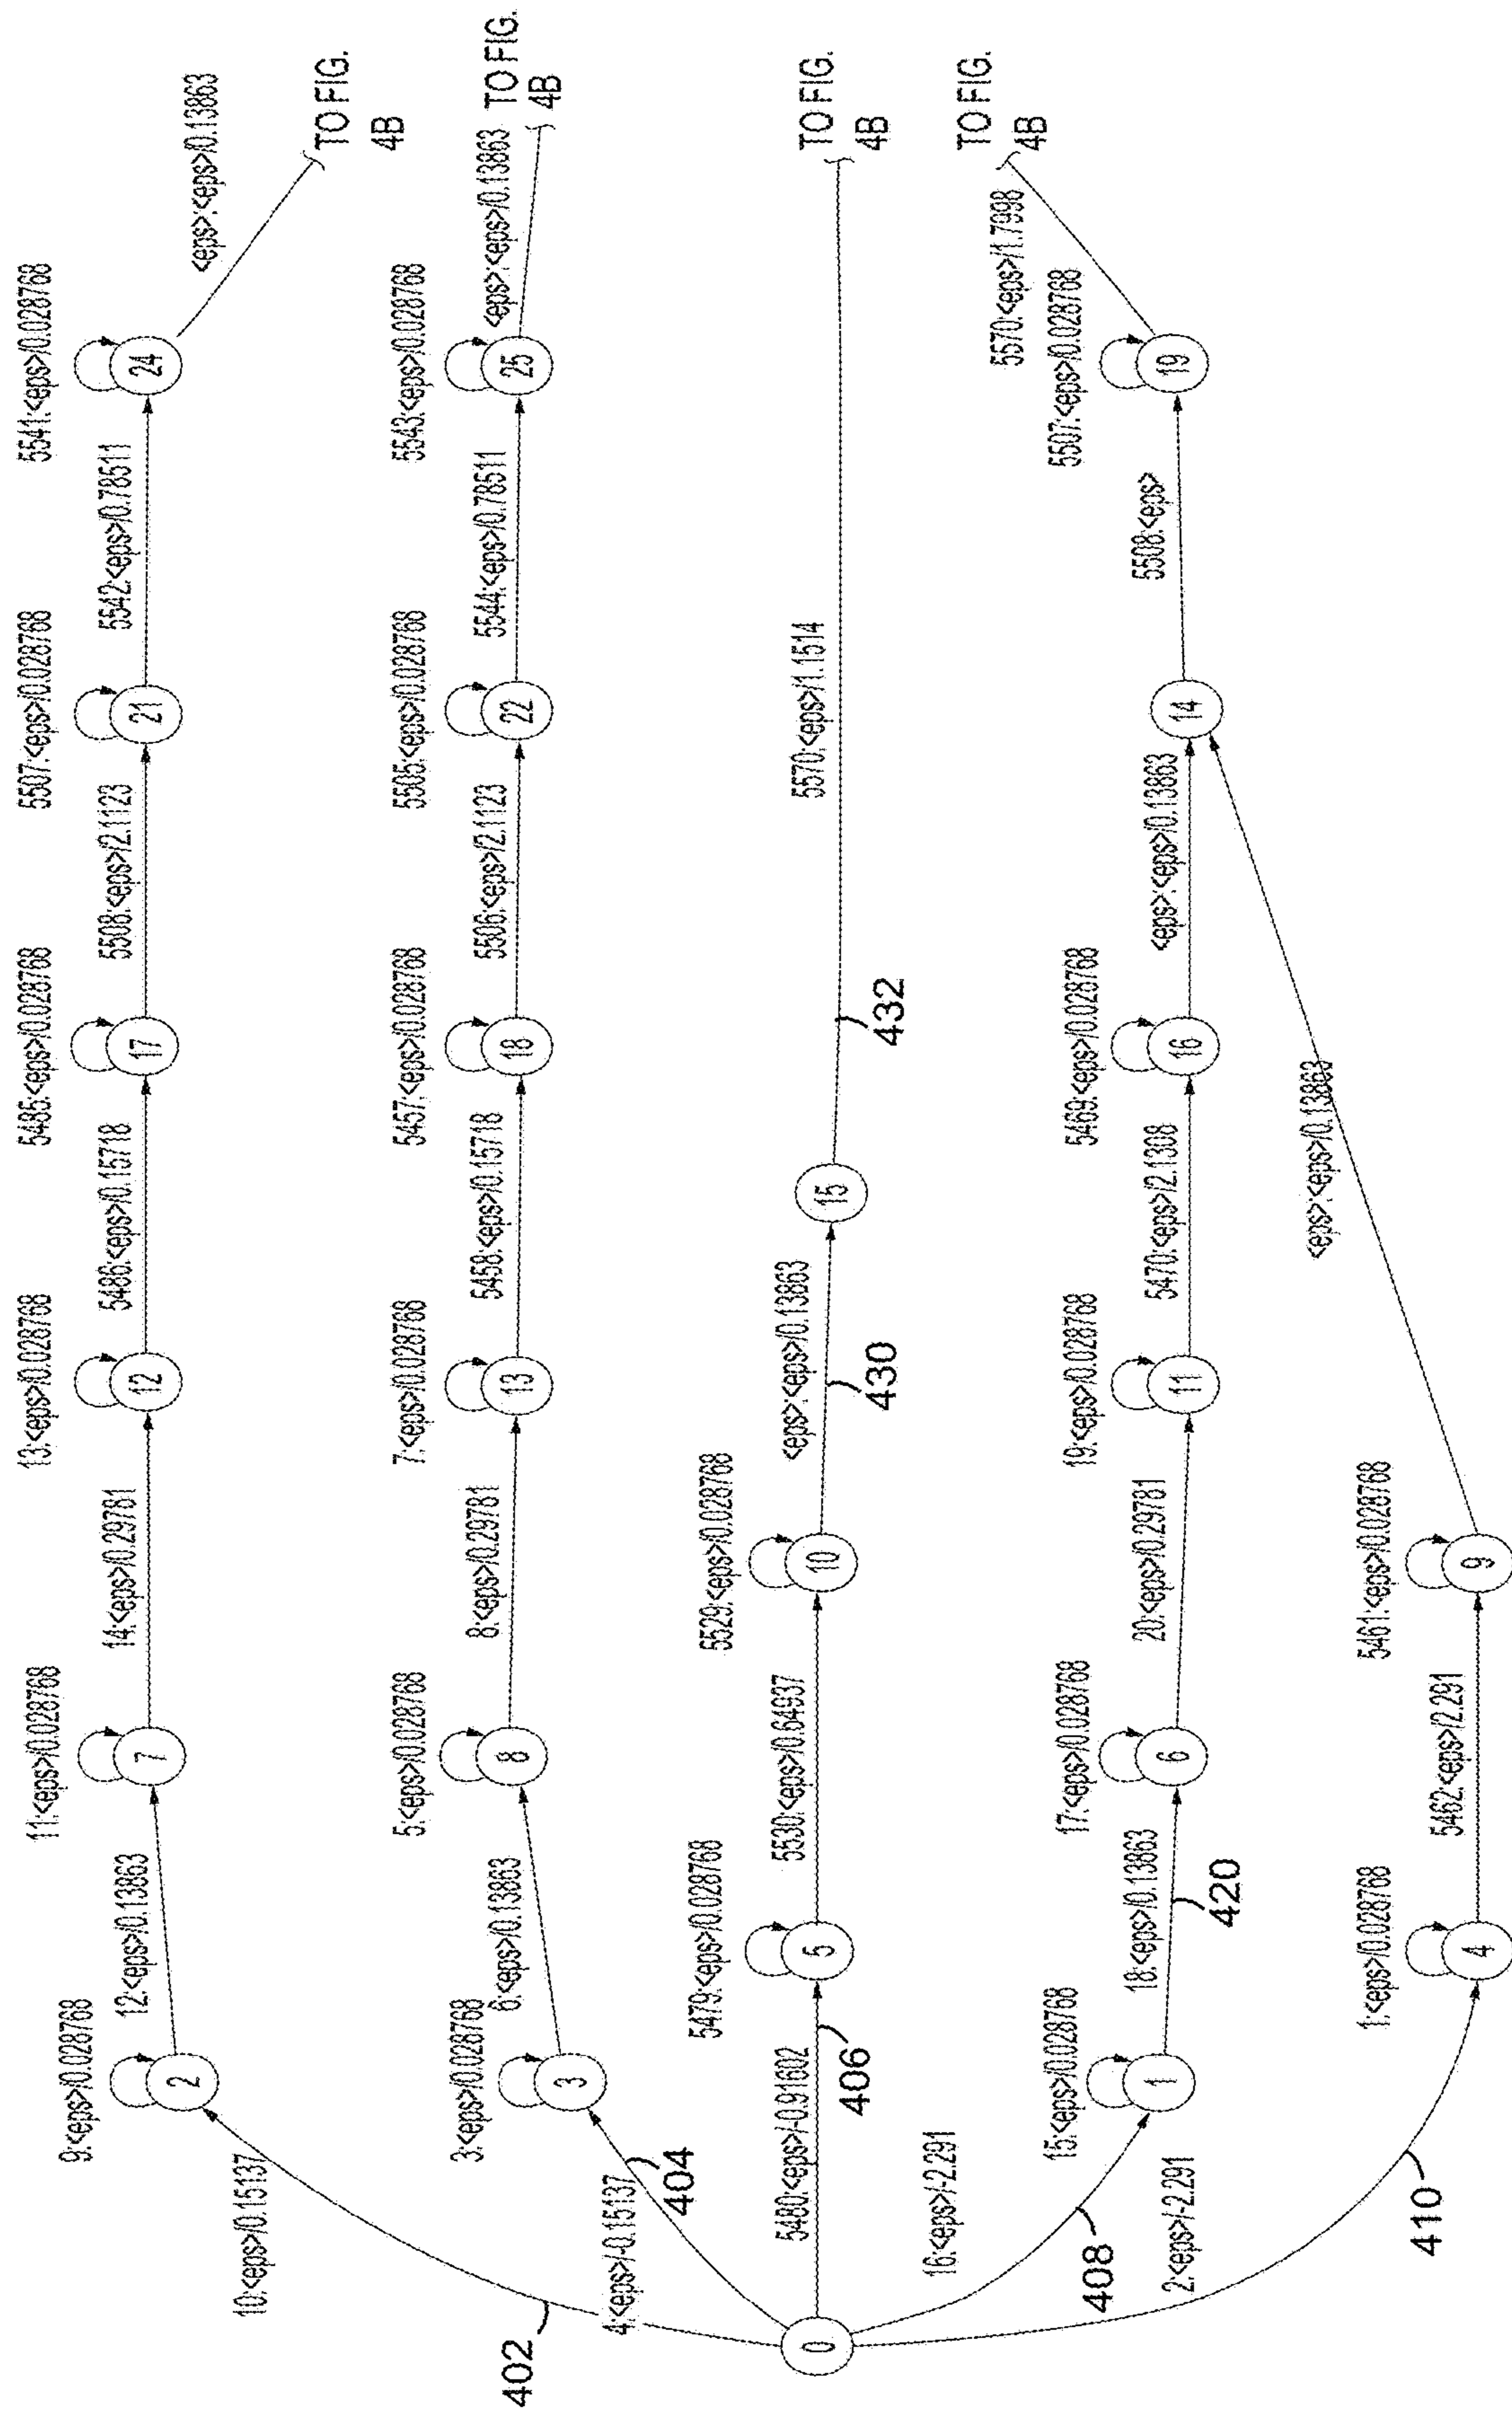 9:<eps>/0.028768
11:<eps>/0.028768
13:<eps>/0.028768
5485:<eps>/0.028768
5507:<eps>/0.028768
5541:<eps>/0.028768
10:<eps>/0.15137
2
12:<eps>/0.13863
7
14:<eps>/0.29781
12
5486:<eps>/0.15718
17
5508:<eps>/2.1123
21
5542:<eps>/0.78511
24
<eps>:<eps>/0.13863
TO FIG.
4B
402
3:<eps>/0.028768
5:<eps>/0.028768
7:<eps>/0.028768
5457:<eps>/0.028768
5505:<eps>/0.028768
5543:<eps>/0.028768
4:<eps>/-0.15137
404
3
6:<eps>/0.13863
8
8:<eps>/0.29781
13
5458:<eps>/0.15718
18
5506:<eps>/2.1123
22
5544:<eps>/0.78511
25
<eps>:<eps>/0.13863
TO FIG.
4B
5479:<eps>/0.028768
5529:<eps>/0.028768
0
5480:<eps>/-0.91602
406
5
5530:<eps>/0.64937
10
<eps>:<eps>/0.13863
430
15
432
5570:<eps>/1.1514
TO FIG.
4B
16:<eps>/-2.291
408
15:<eps>/0.028768
17:<eps>/0.028768
19:<eps>/0.028768
5469:<eps>/0.028768
5507:<eps>/0.028768
1
18:<eps>/0.13863
420
6
20:<eps>/0.29781
11
5470:<eps>/2.1308
16
<eps>:<eps>/0.13863
14
5508:<eps>
19
5570:<eps>/1.7998
TO FIG.
4B
2:<eps>/-2.291
410
1:<eps>/0.028768
5461:<eps>/0.028768
4
5462:<eps>/2.291
9
<eps>:<eps>/0.13863